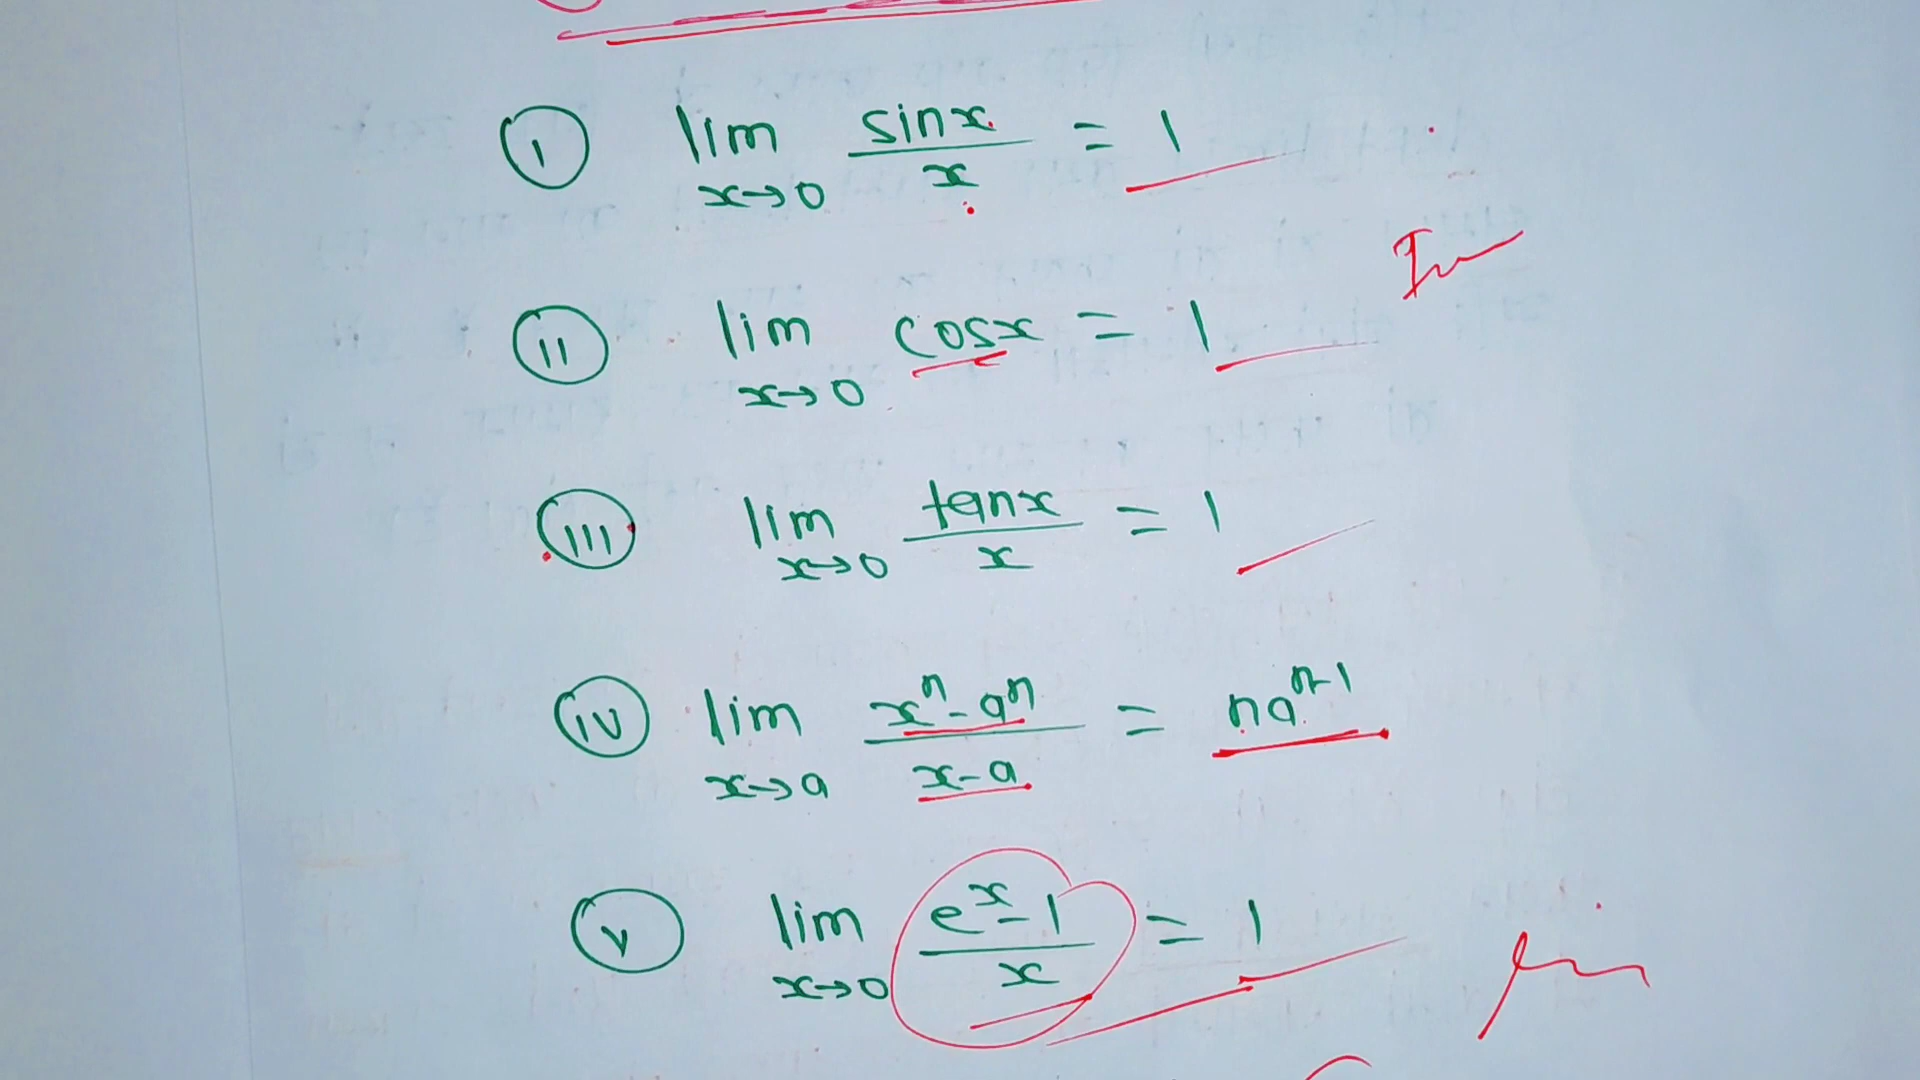 i lim x→0 sinx/x = 1
ii lim x→0 cosx = 1
iii lim x→0 tanx/x = 1
iv lim x→a xⁿ-aⁿ/x-a = naⁿ⁻¹
v lim x→0 eˣ-1/x = 1